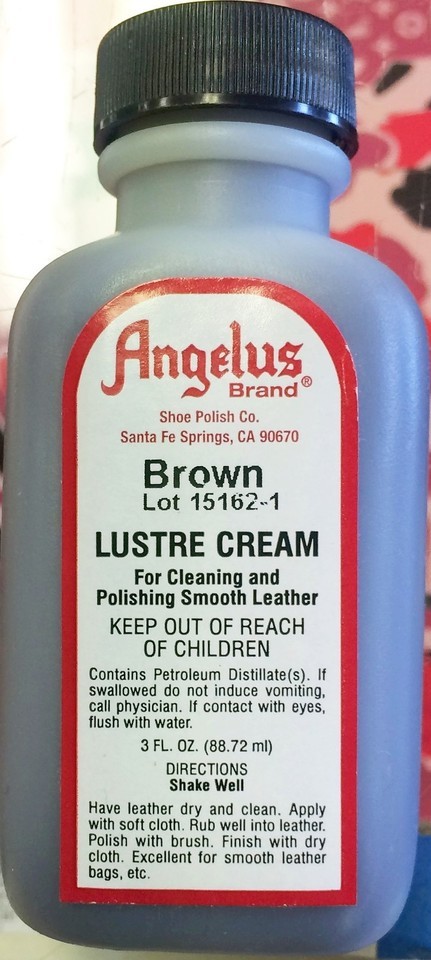 Angelus
Brand®
Shoe Polish Co.
Santa Fe Springs, CA 90670
Brown
Lot 15162-1
LUSTRE CREAM
For Cleaning and
Polishing Smooth Leather
KEEP OUT OF REACH
OF CHILDREN
Contains Petroleum Distillate(s). If
swallowed do not induce vomiting,
call physician. If contact with eyes,
flush with water.
3 FL. OZ. (88.72 ml)
DIRECTIONS
Shake Well
Have leather dry and clean. Apply
with soft cloth. Rub well into leather.
Polish with brush. Finish with dry
cloth. Excellent for smooth leather
bags, etc.